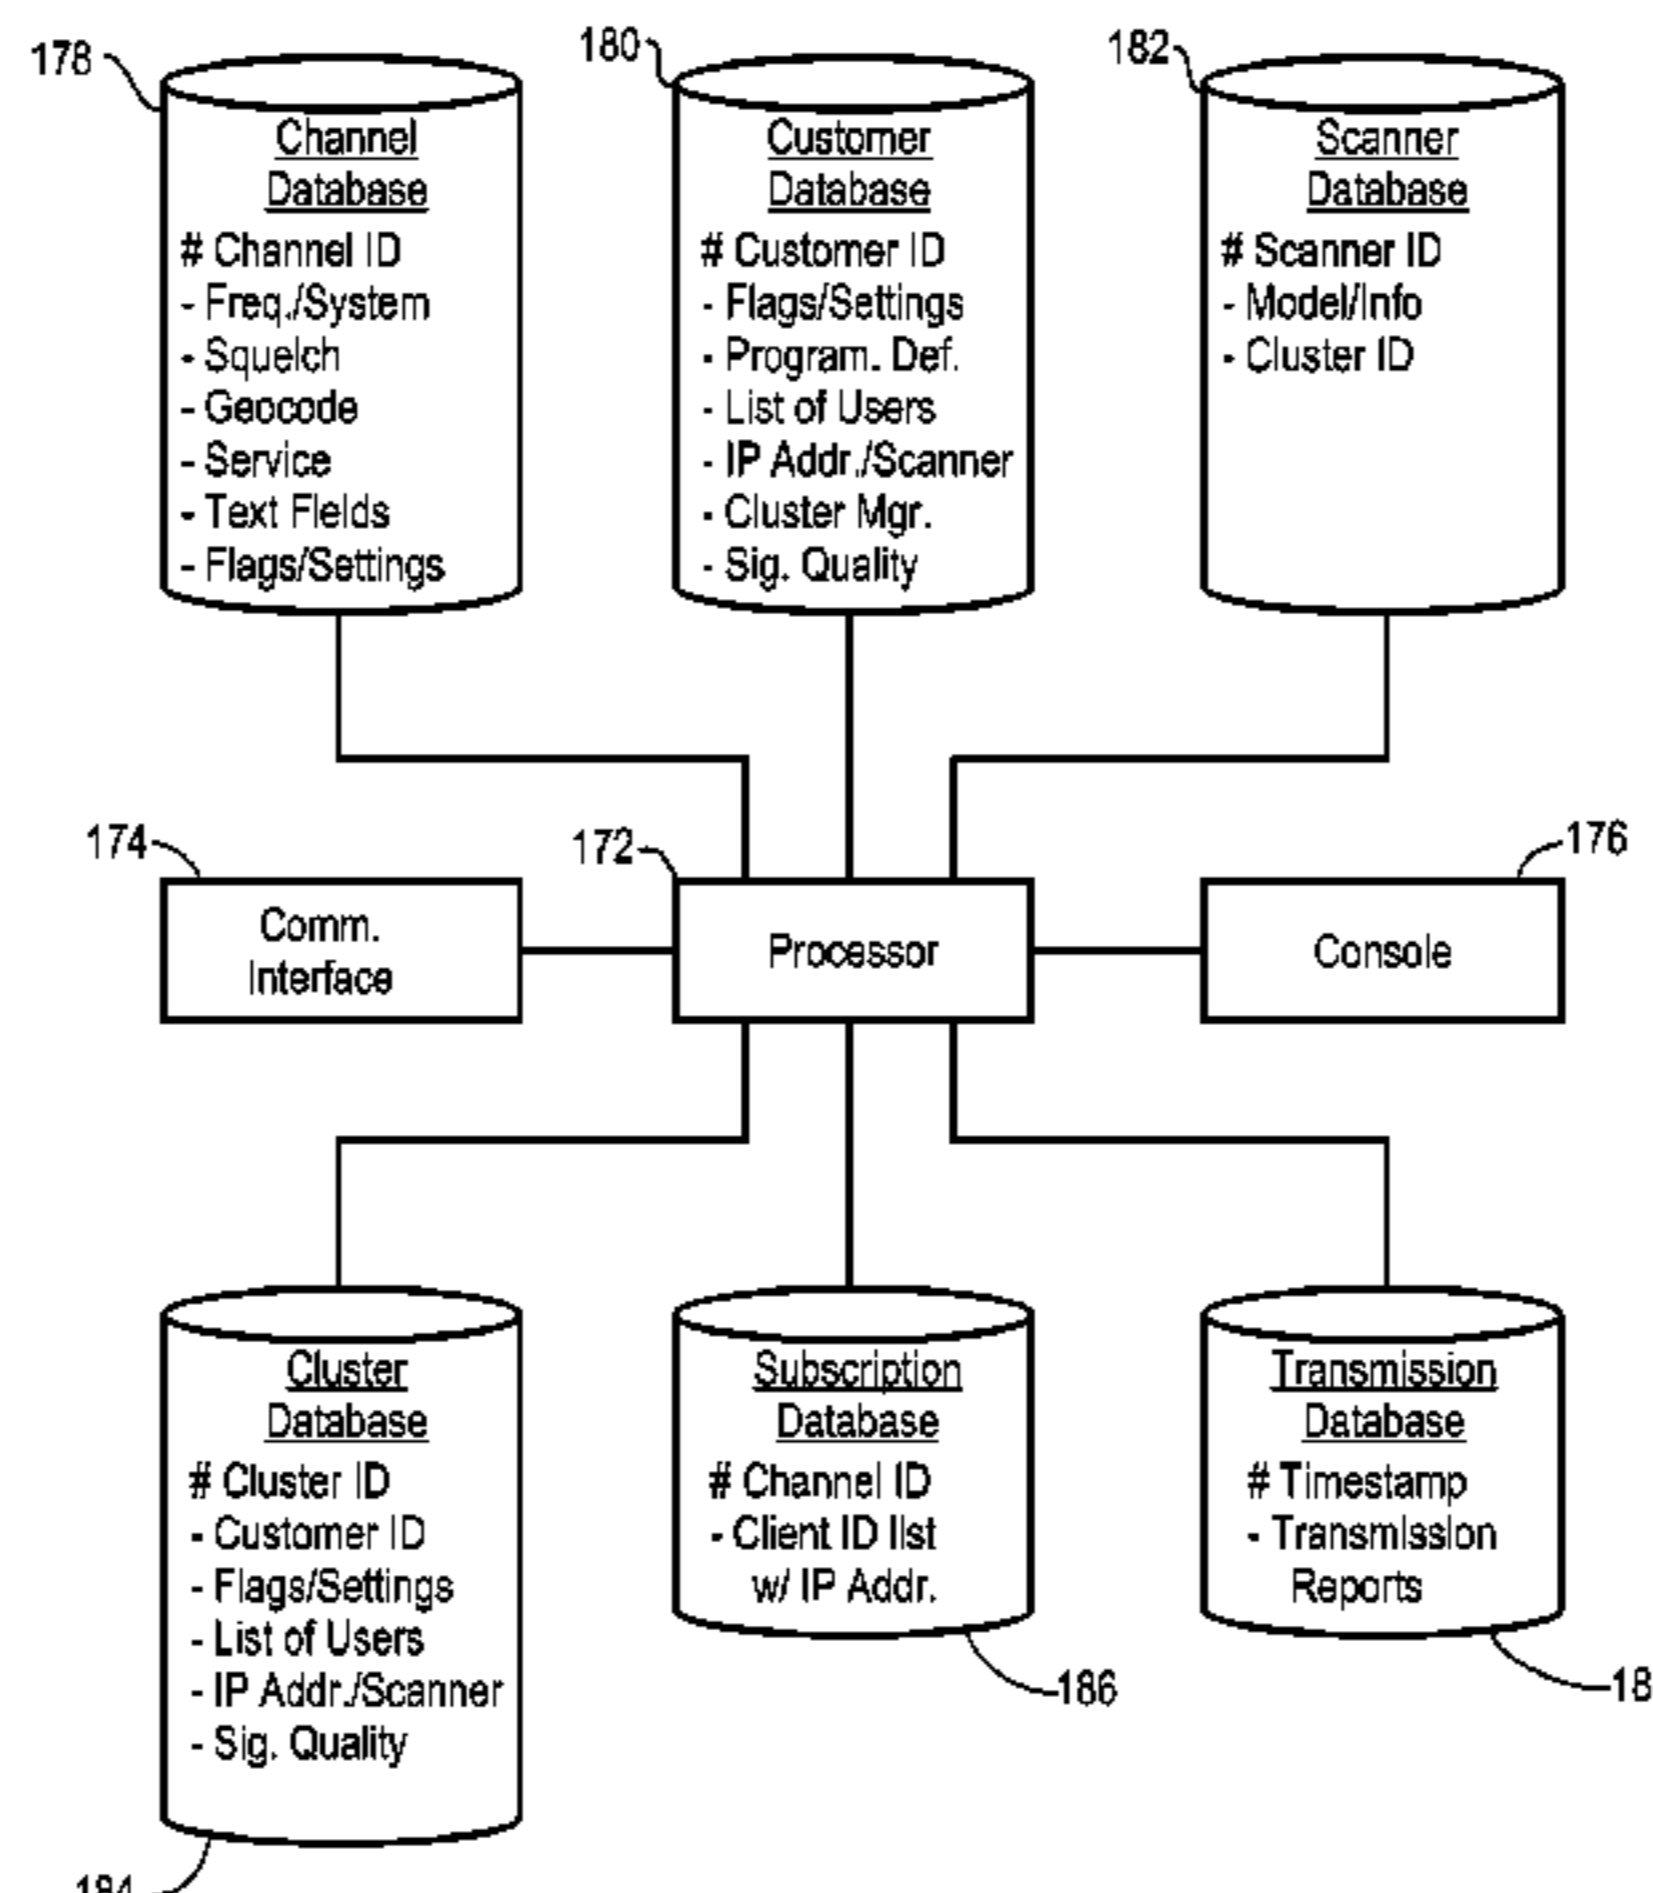 178
180
182
Channel
Database
# Channel ID
- Freq./System
- Squelch
- Geocode
- Service
- Text Fields
- Flags/Settings
Customer
Database
# Customer ID
- Flags/Settings
- Program. Def.
- List of Users
- IP Addr./Scanner
- Cluster Mgr.
- Sig. Quality
Scanner
Database
# Scanner ID
- Model/Info
- Cluster ID
174
172
176
Comm.
Interface
Processor
Console
Cluster
Database
# Cluster ID
- Customer ID
- Flags/Settings
- List of Users
- IP Addr./Scanner
- Sig. Quality
Subscription
Database
# Channel ID
- Client ID list
w/ IP Addr.
Transmission
Database
# Timestamp
- Transmission
Reports
186
18
184